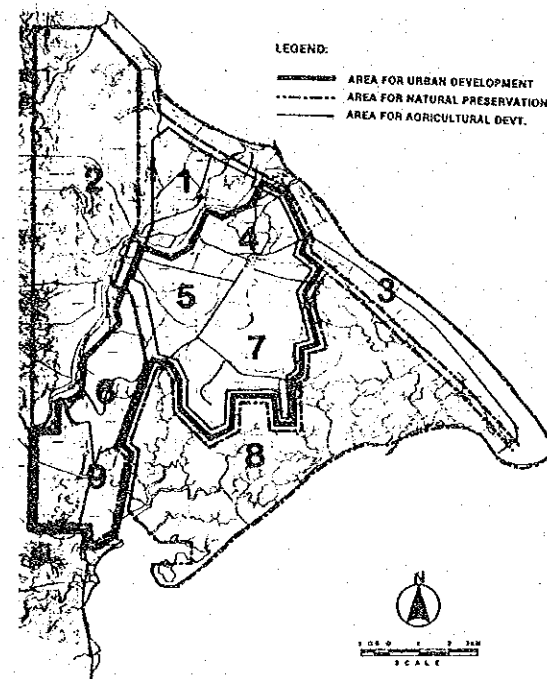 LEGEND:
AREA FOR URBAN DEVELOPMENT
AREA FOR NATURAL PRESERVATION
AREA FOR AGRICULTURAL DEVT.
1
2
3
4
5
6
7
8
9
N
SCALE